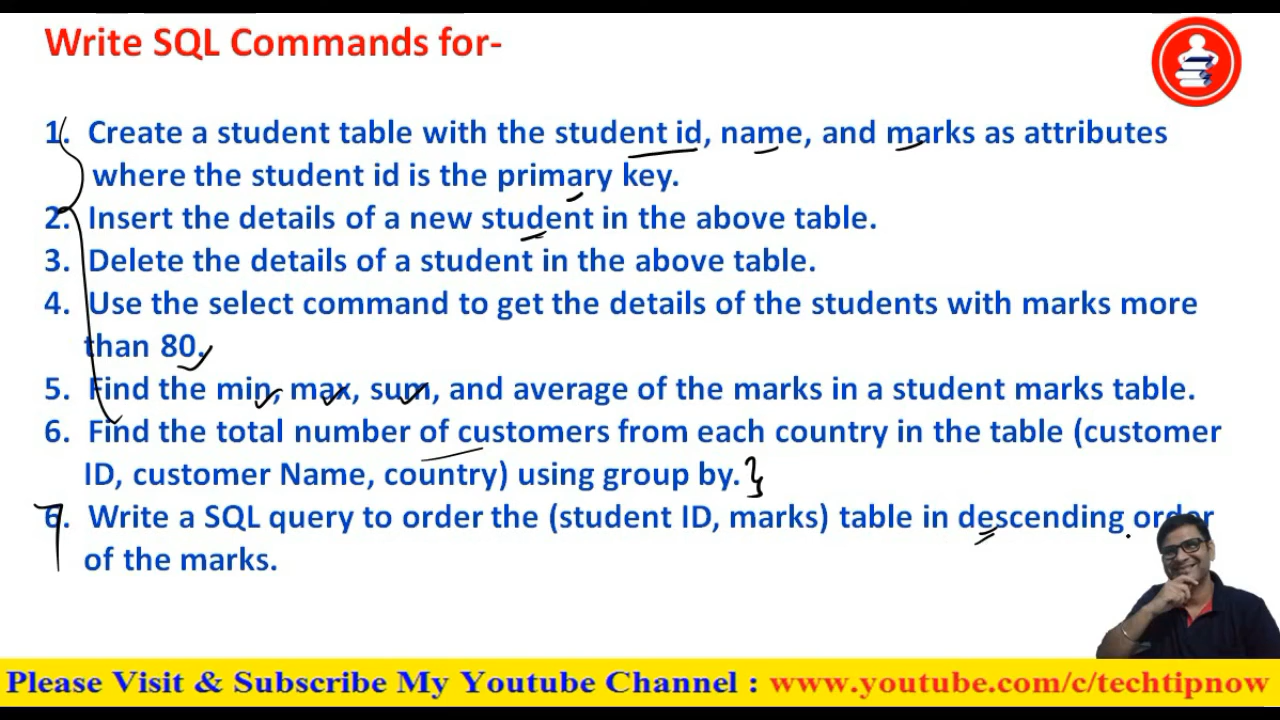 Write SQL Commands for-
1. Create a student table with the student id, name, and marks as attributes
where the student id is the primary key.
2. Insert the details of a new student in the above table.
3. Delete the details of a student in the above table.
4. Use the select command to get the details of the students with marks more
than 80.
5. Find the min, max, sum, and average of the marks in a student marks table.
6. Find the total number of customers from each country in the table (customer
ID, customer Name, country) using group by.
6. Write a SQL query to order the (student ID, marks) table in descending order
of the marks.
7
Please Visit & Subscribe My Youtube Channel : www.youtube.com/c/techtipnow